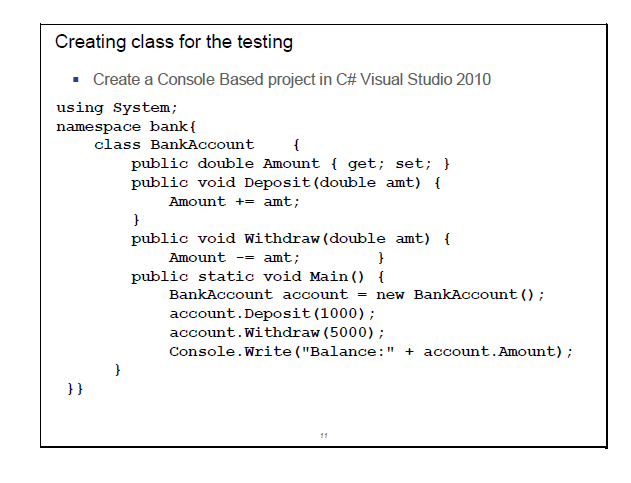 Creating class for the testing
▪ Create a Console Based project in C# Visual Studio 2010
using System;
namespace bank{
    class BankAccount    {
        public double Amount { get; set; }
        public void Deposit(double amt) {
            Amount += amt;
        }
        public void Withdraw(double amt) {
            Amount -= amt;        }
        public static void Main() {
            BankAccount account = new BankAccount();
            account.Deposit(1000);
            account.Withdraw(5000);
            Console.Write("Balance:" + account.Amount);
       }
 }}
11